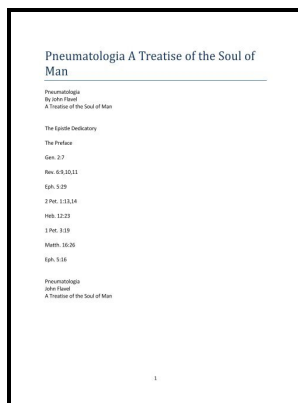 Pneumatologia A Treatise of the Soul of
Man
Pneumatologia
By John Flavel
A Treatise of the Soul of Man
The Epistle Dedicatory
The Preface
Gen. 2:7
Rev. 6:9,10,11
Eph. 5:29
2 Pet. 1:13,14
Heb. 12:23
1 Pet. 3:19
Matth. 16:26
Eph. 5:16
Pneumatologia
John Flavel
A Treatise of the Soul of Man
1